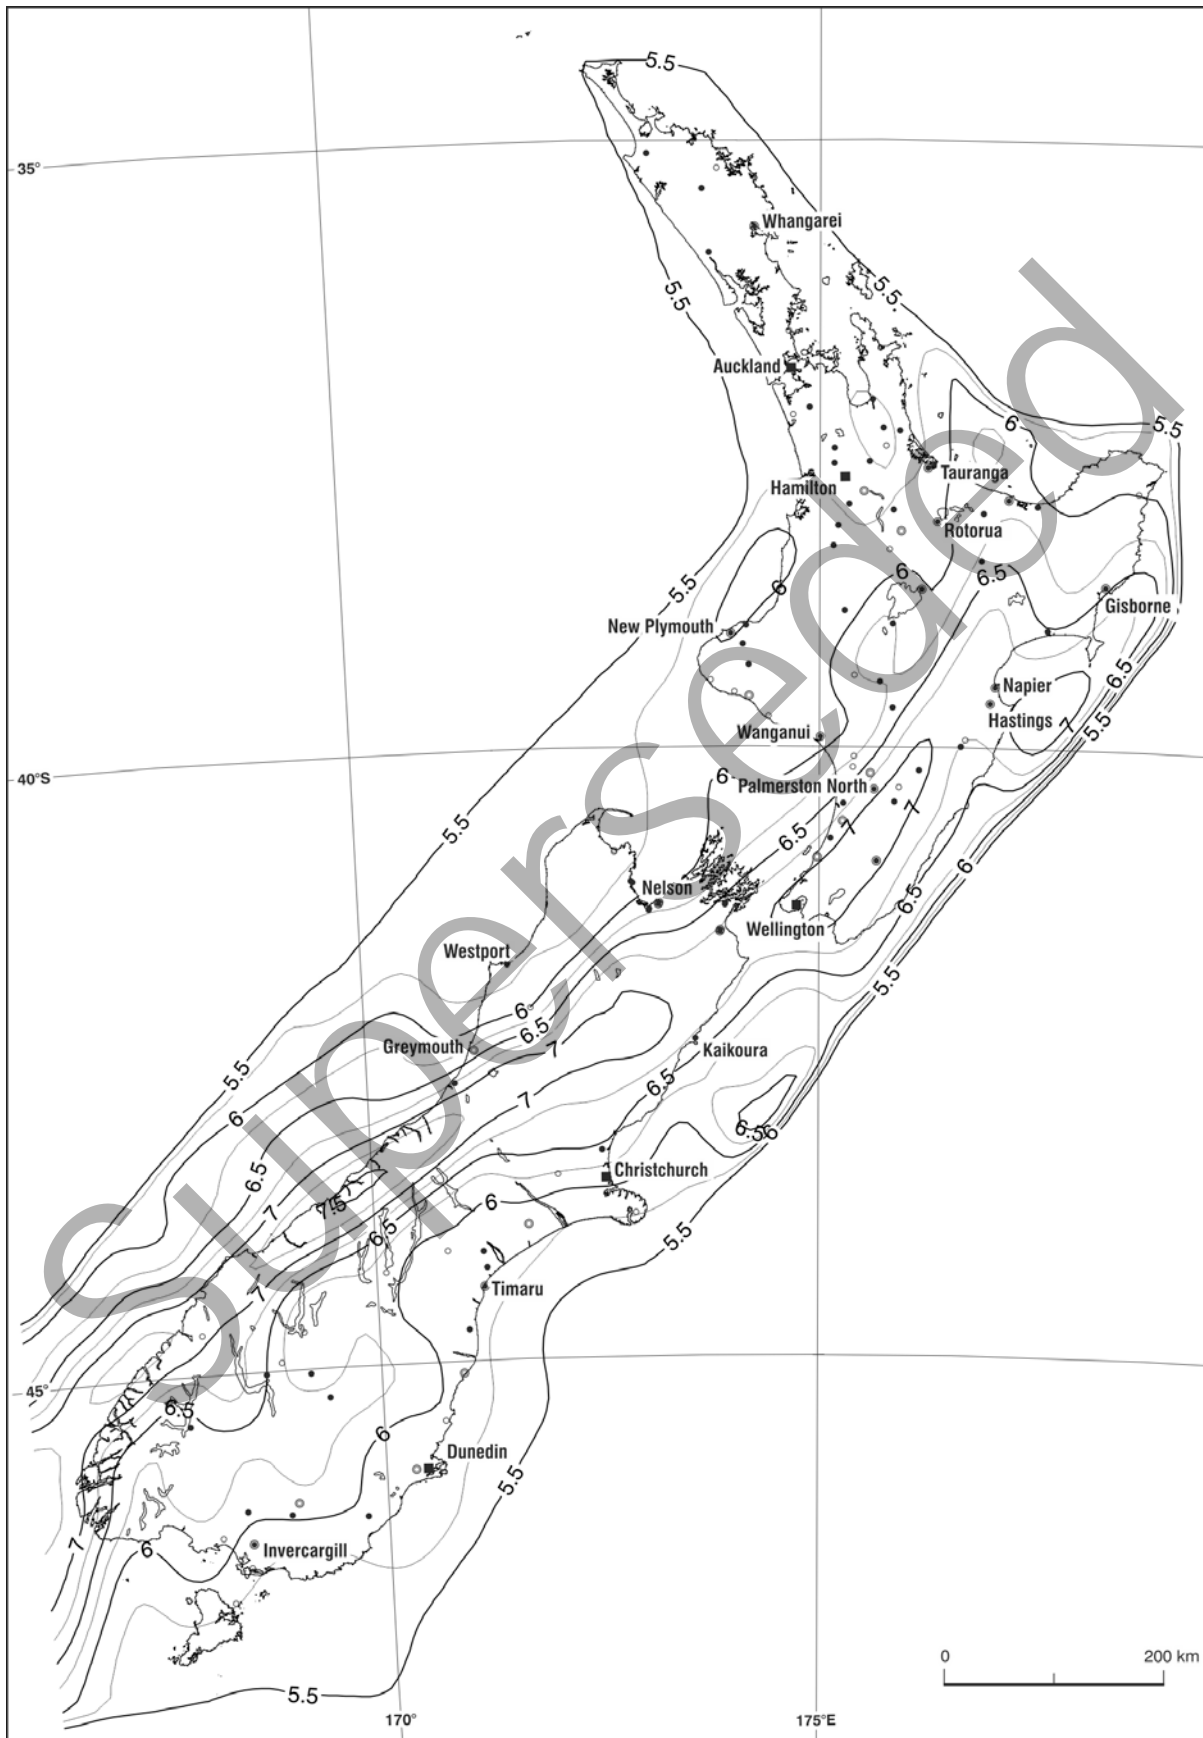 5.5
35°
Whangarei
5.5
5.5
Auckland
6
5.5
Tauranga
Hamilton
Rotorua
6
6.5
5.5
6
Gisborne
New Plymouth
6.5
Napier
Hastings
7
5.5
Wanganui
40°S
6
Palmerston North
5.5
6.5
7
7
6
Nelson
6.5
Wellington
Westport
5.5
6
6.5
Greymouth
7
Kaikoura
5.5
6.5
7
6
6.5
6
Christchurch
6.5
7
7.5
6
6.5
6
5.5
7
Timaru
45°
6.5
6
Dunedin
5.5
7
6
Invercargill
0
200 km
5.5
170°
175°E
Superseded